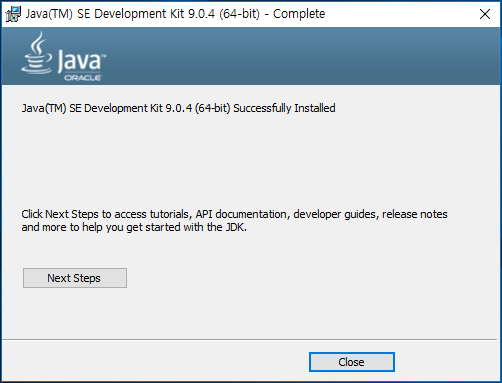 Java(TM) SE Development Kit 9.0.4 (64-bit) - Complete
Java
ORACLE
Java(TM) SE Development Kit 9.0.4 (64-bit) Successfully Installed
Click Next Steps to access tutorials, API documentation, developer guides, release notes
and more to help you get started with the JDK.
Next Steps
Close